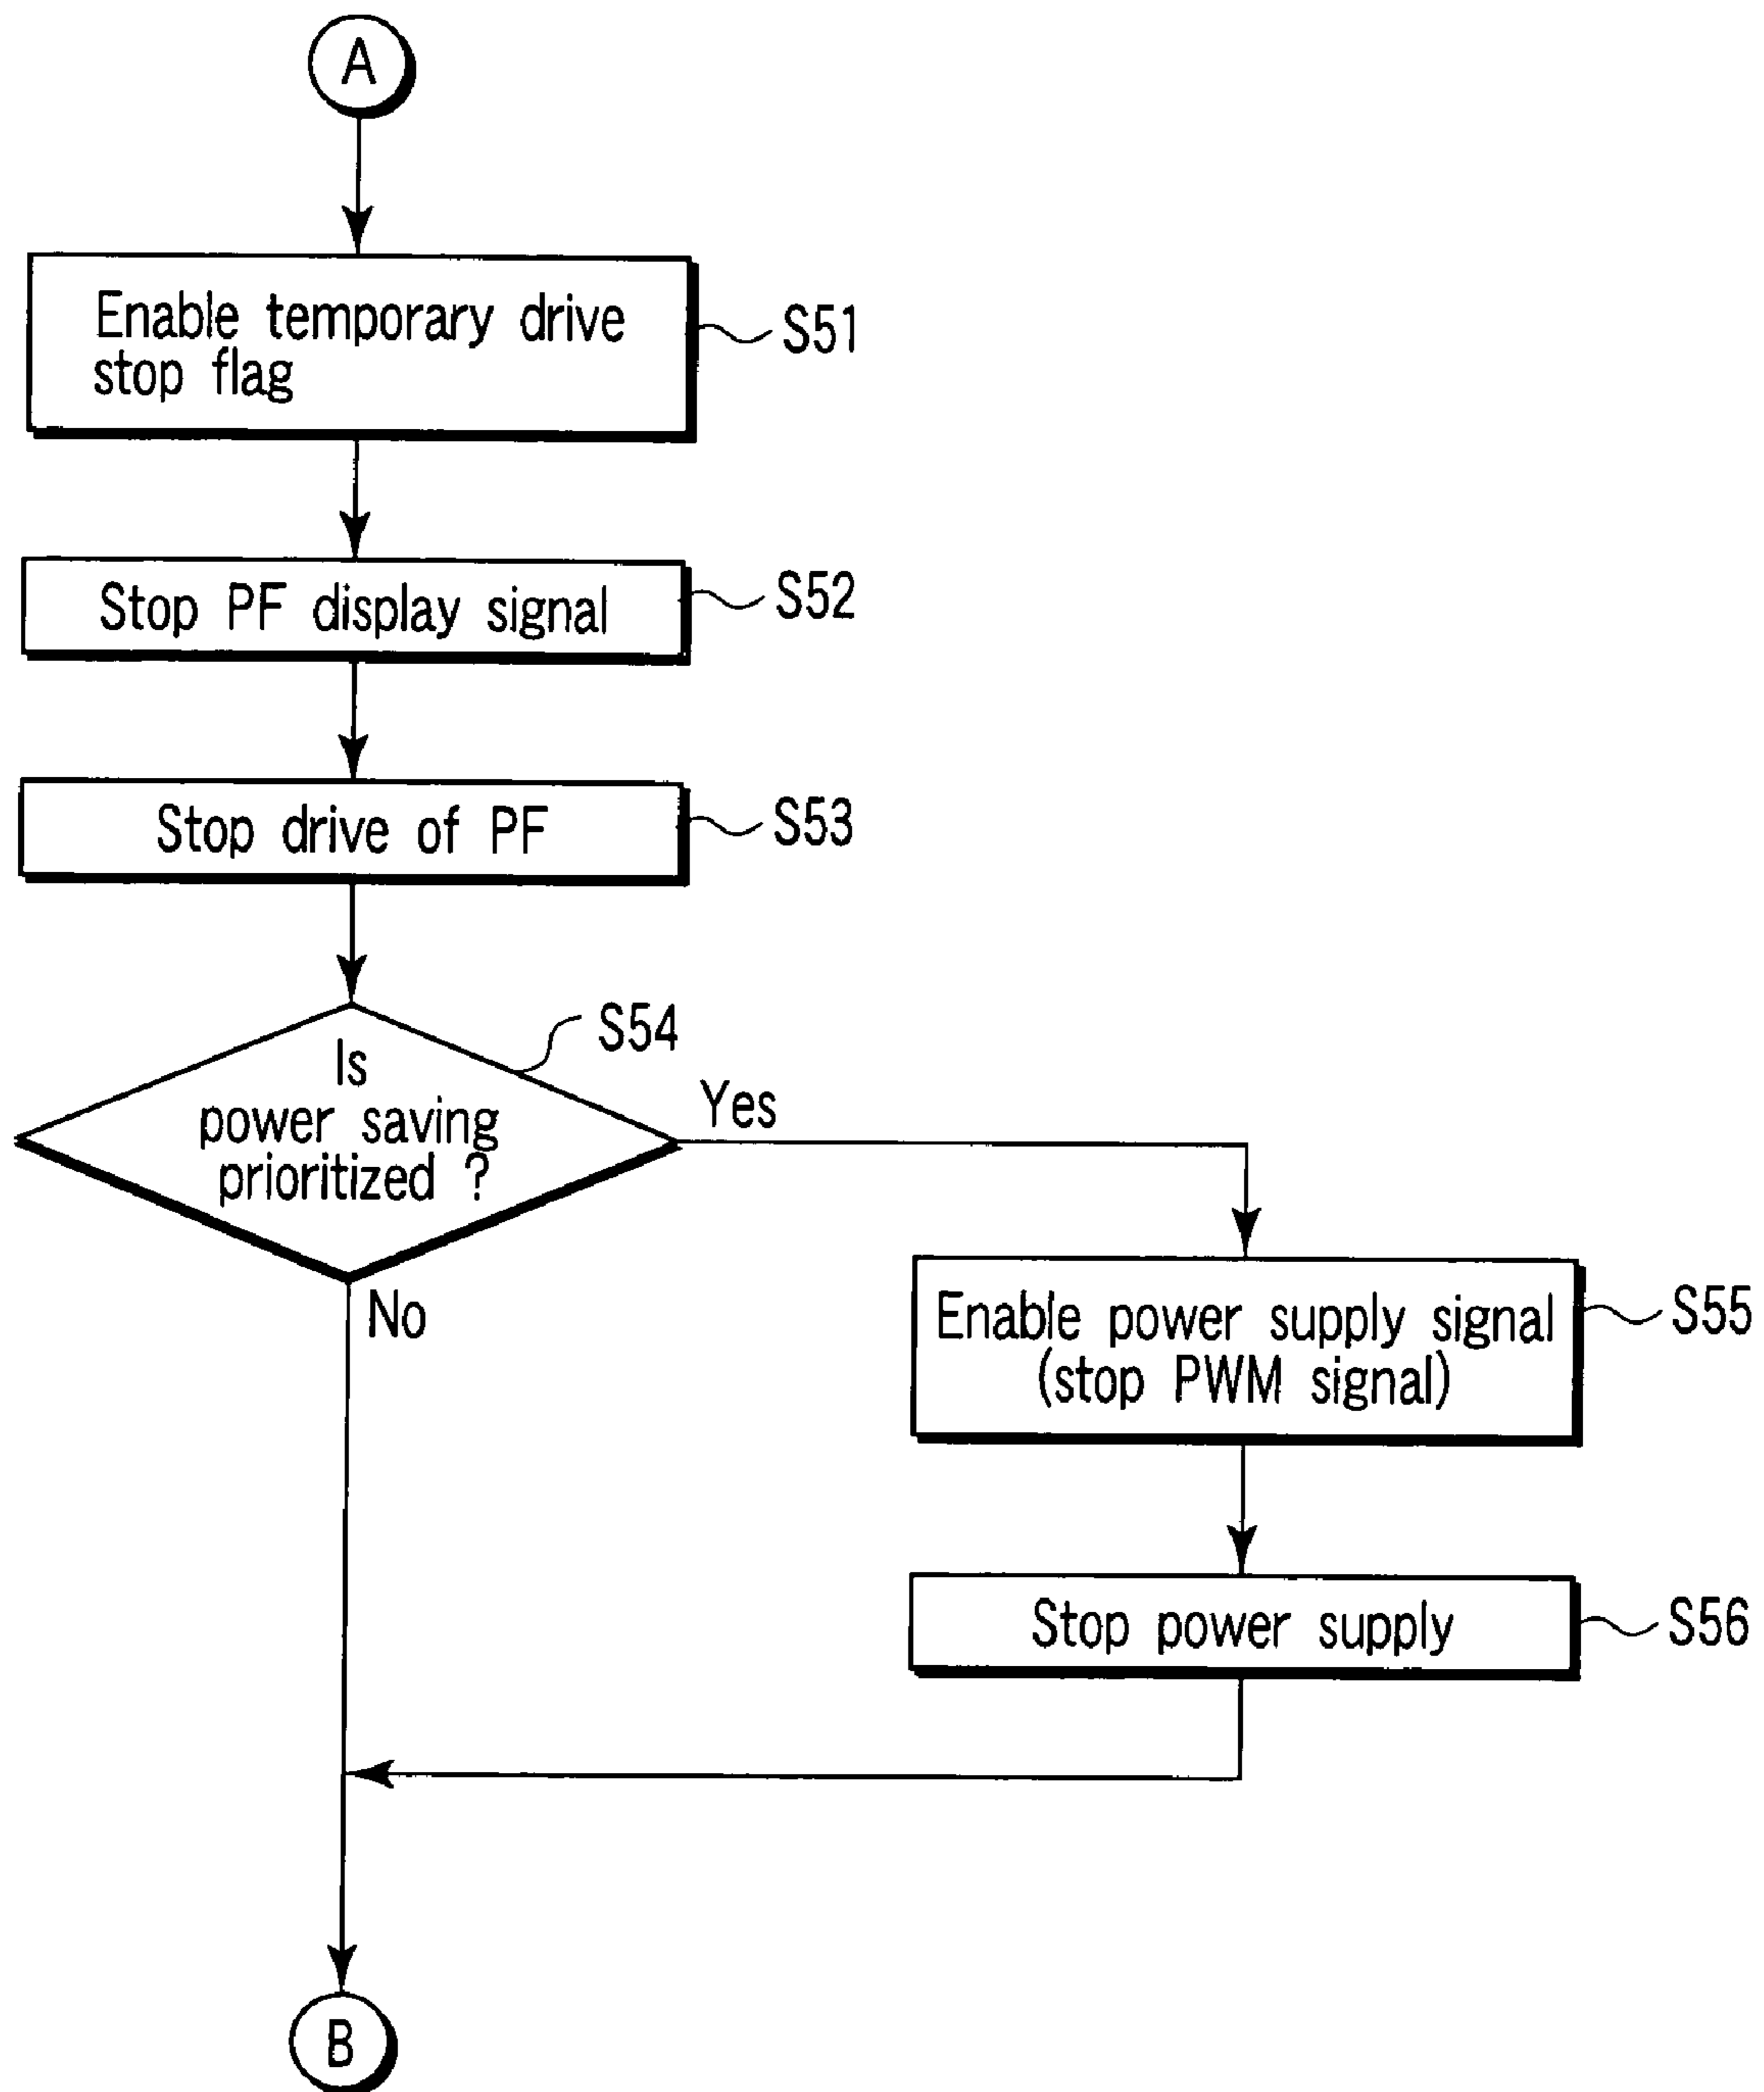 A
Enable temporary drive
stop flag
S51
Stop PF display signal
S52
Stop drive of PF
S53
Is
power saving
prioritized ?
S54
Yes
No
Enable power supply signal
(stop PWM signal)
S55
Stop power supply
S56
B